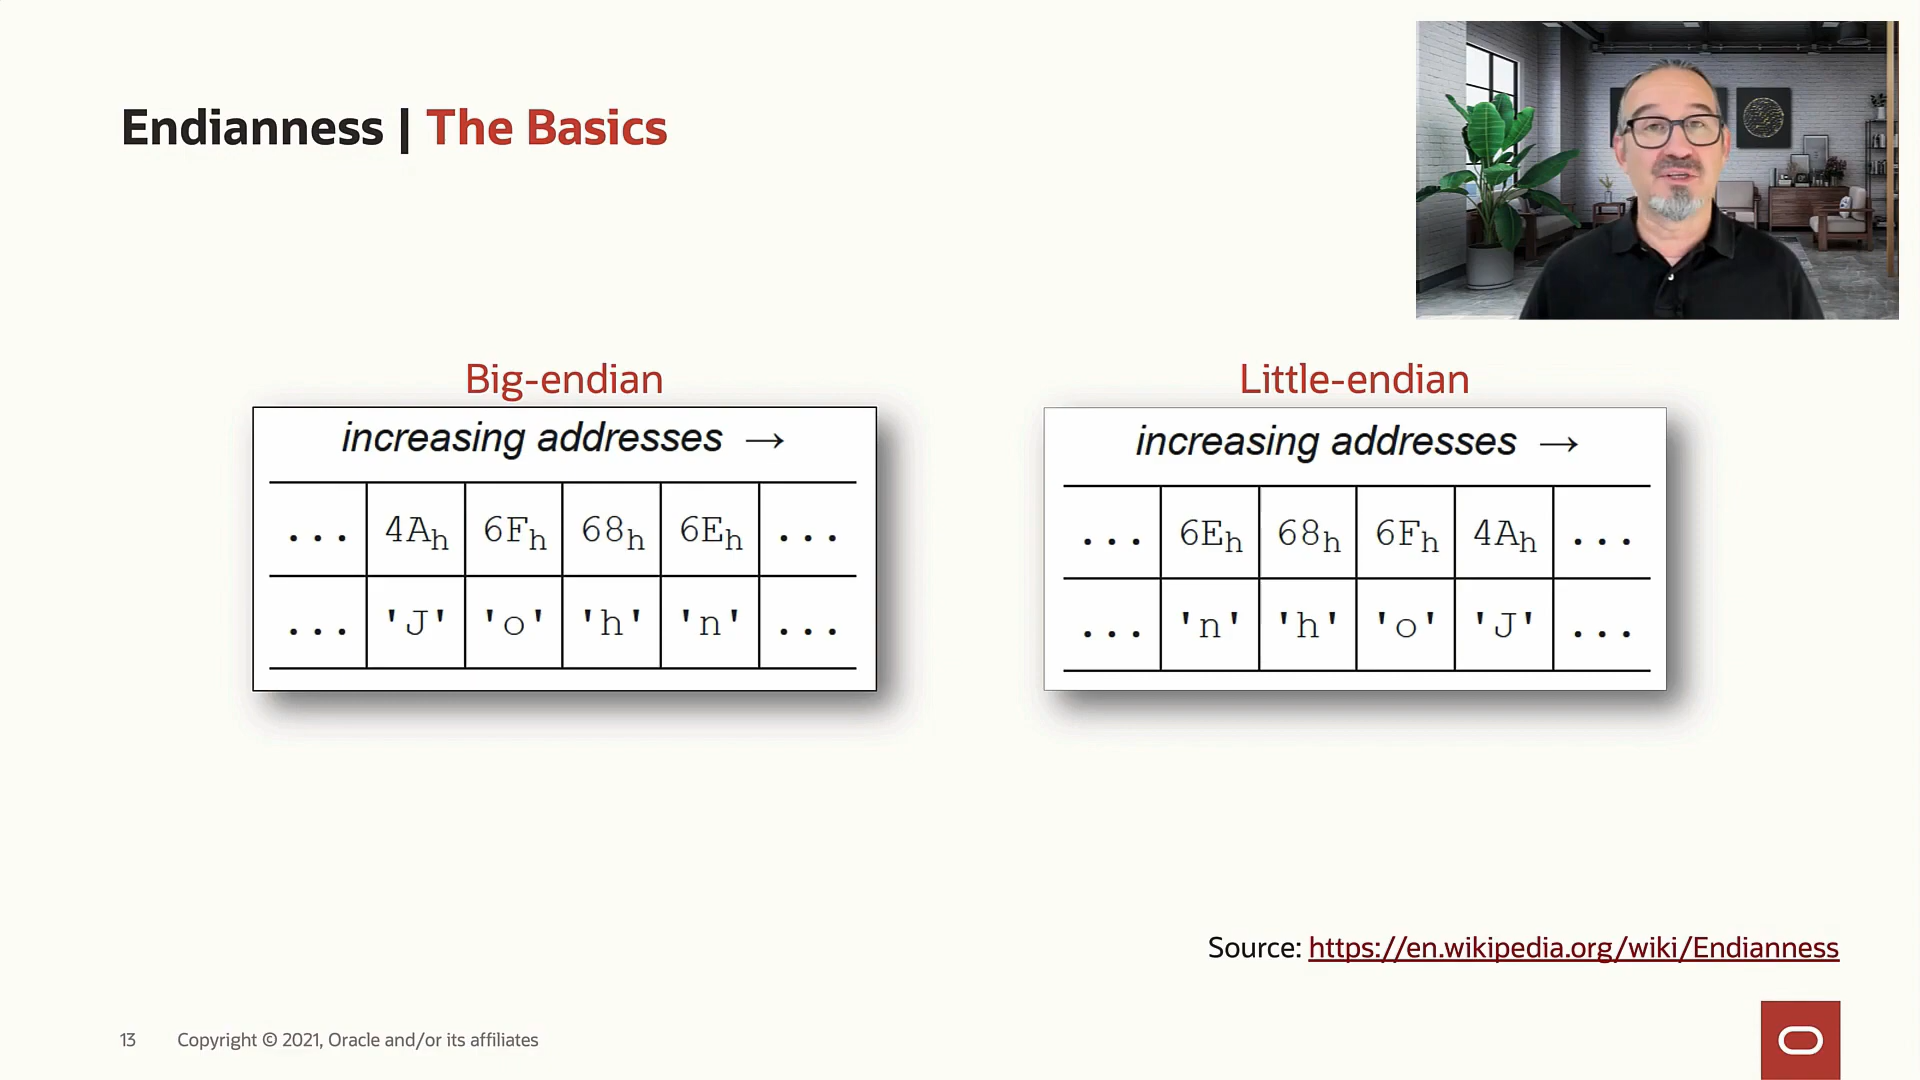 Endianness | The Basics
Big-endian
increasing addresses →
... 4Ah 6Fh 68h 6Eh ...
... 'J' 'o' 'h' 'n' ...
Little-endian
increasing addresses →
... 6Eh 68h 6Fh 4Ah ...
... 'n' 'h' 'o' 'J' ...
Source: https://en.wikipedia.org/wiki/Endianness
13 Copyright © 2021, Oracle and/or its affiliates